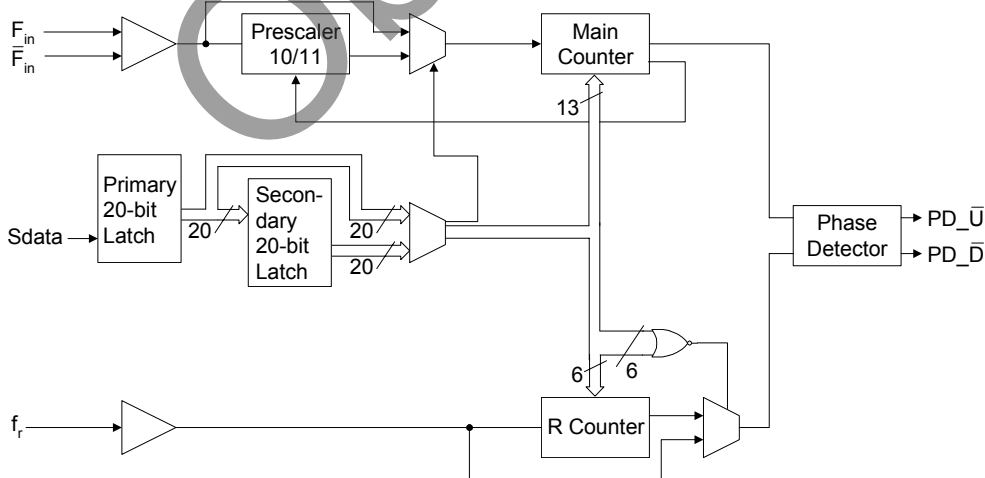 F_in
F̅_in
Prescaler
10/11
Main
Counter
13
Primary
20-bit
Latch
Secon-
dary
20-bit
Latch
20
20
20
Sdata
Phase
Detector
PD_U̅
PD_D̅
6
6
f_r
R Counter